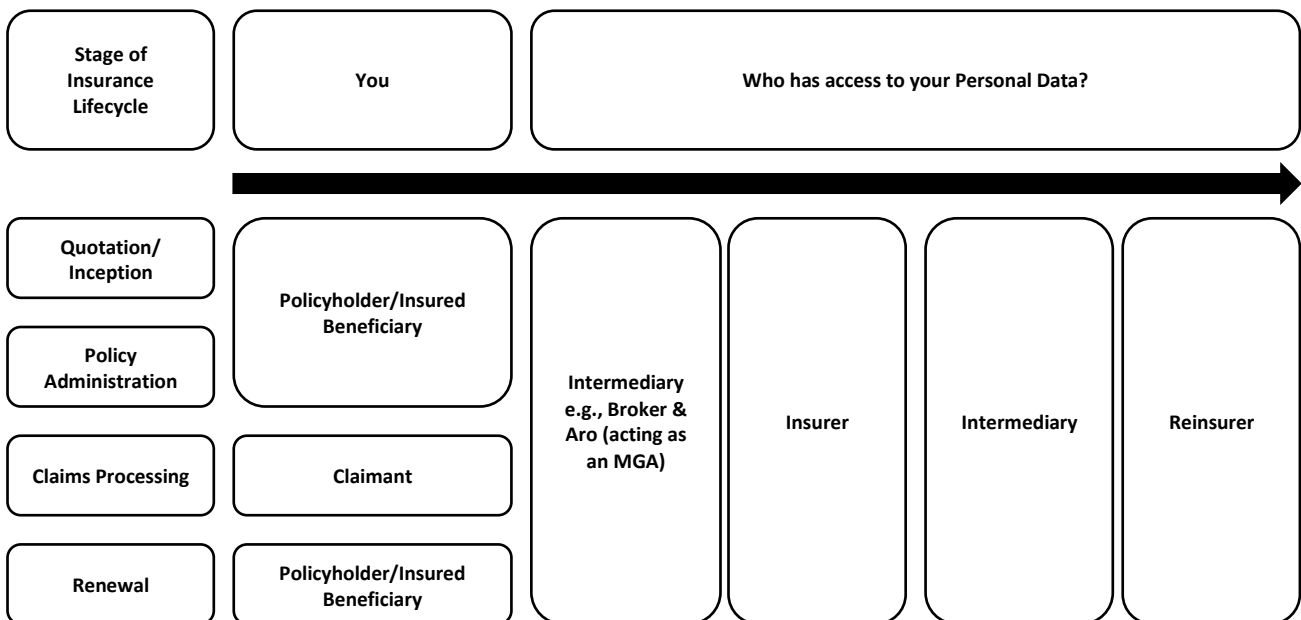 Stage of
Insurance
Lifecycle
You
Who has access to your Personal Data?
Quotation/
Inception
Policyholder/Insured
Beneficiary
Policy
Administration
Intermediary
e.g., Broker &
Aro (acting as
an MGA)
Insurer
Intermediary
Reinsurer
Claims Processing
Claimant
Renewal
Policyholder/Insured
Beneficiary